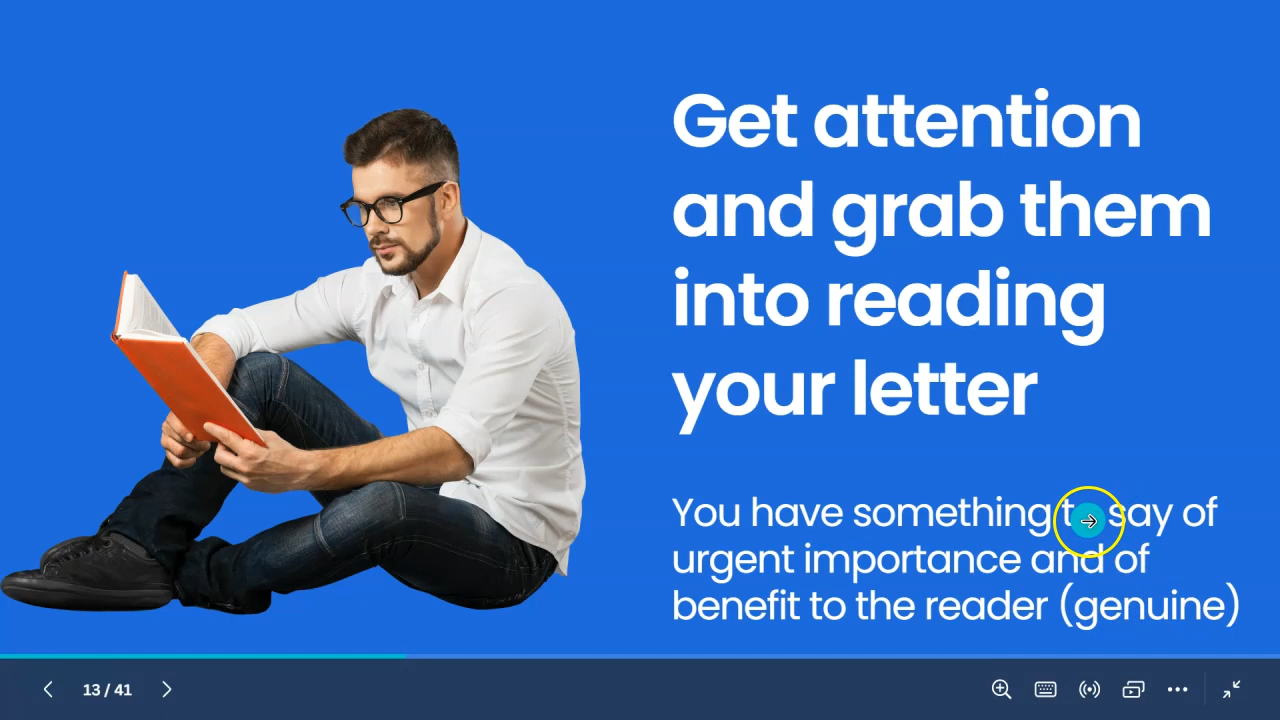 Get attention
and grab them
into reading
your letter
You have something say of
urgent importance and of
benefit to the reader (genuine)
13 / 41